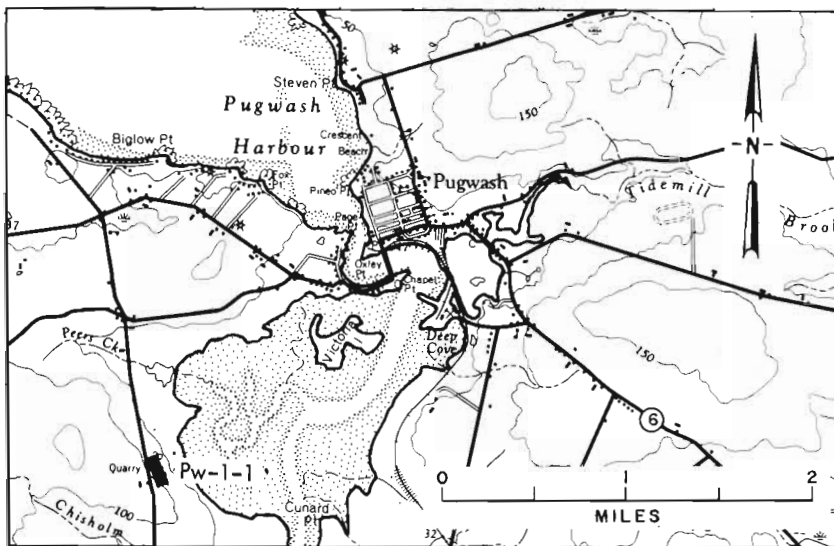 50
Steven Pt
Pugwash
Harbour
150
Biglow Pt
Crescent
Beach
N
Fox
Pt
Pineo Pt
Pugwash
Tidemill
Page
Pt
Brook
37
Oxley
Pt
Chapel
Pt
Victoria
Deep
Cove
Peers Ck
150
6
Quarry
Pw-1-1
0
1
2
MILES
100
Chisholm
Cunard
Pt
32